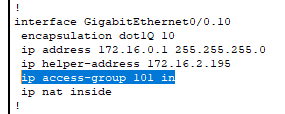 !
interface GigabitEthernet0/0.10
encapsulation dot1Q 10
ip address 172.16.0.1 255.255.255.0
ip helper-address 172.16.2.195
ip access-group 101 in
ip nat inside
!